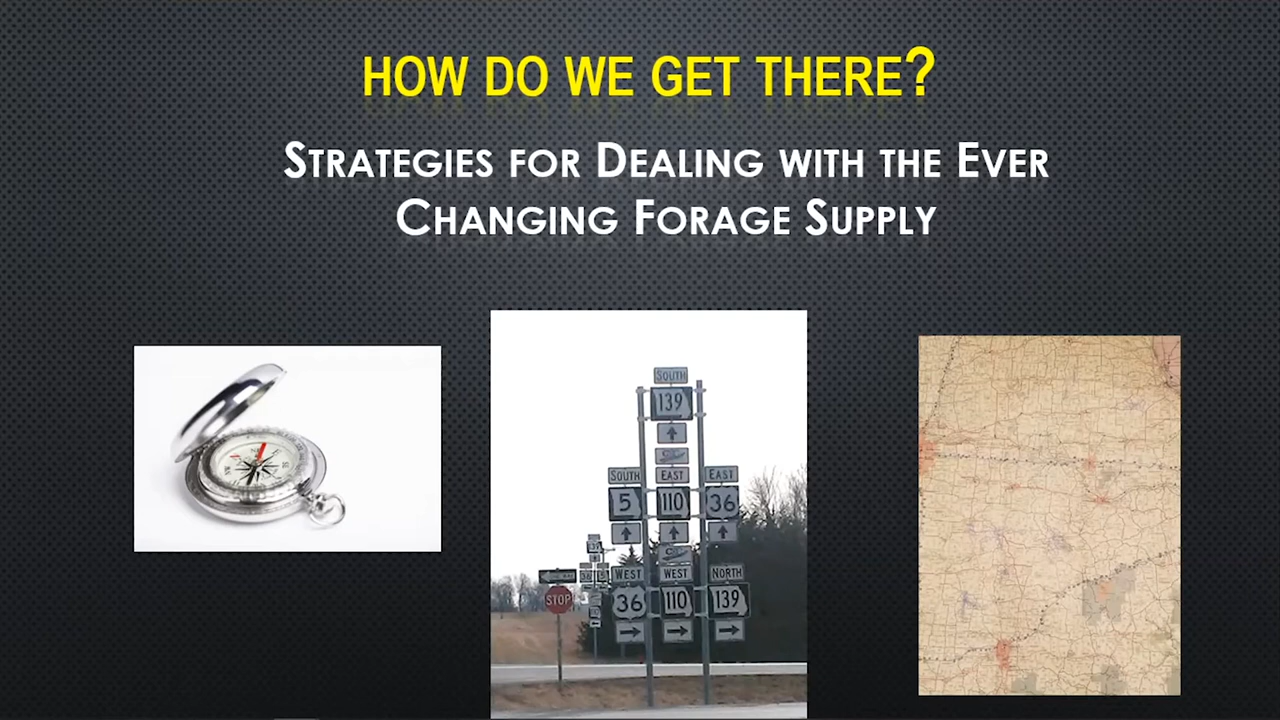 HOW DO WE GET THERE?
STRATEGIES FOR DEALING WITH THE EVER
CHANGING FORAGE SUPPLY
SOUTH
139
SOUTH EAST EAST
5 110 36
WEST WEST NORTH
36 110 139
STOP